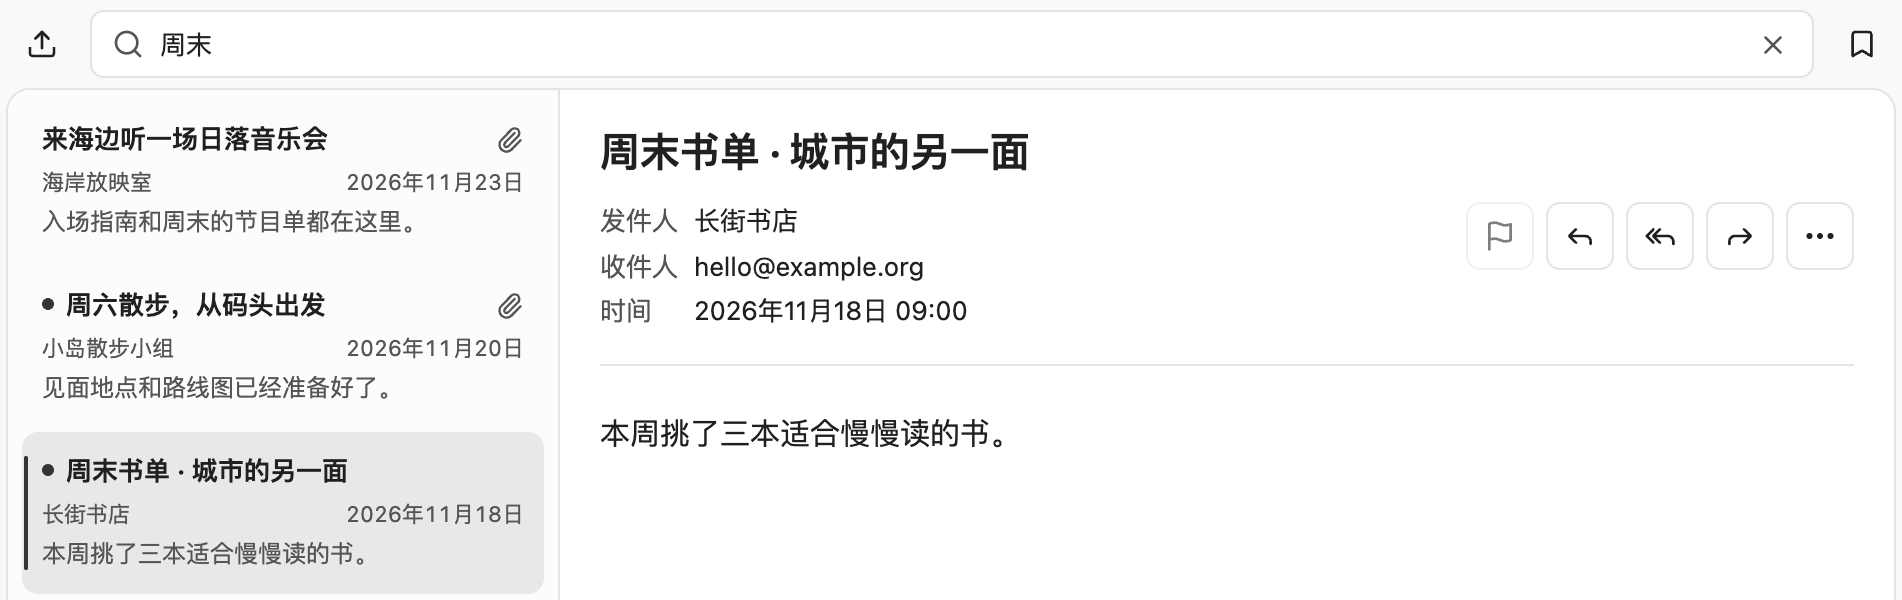 周末
来海边听一场日落音乐会
海岸放映室 2026年11月23日
入场指南和周末的节目单都在这里。
周六散步，从码头出发
小岛散步小组 2026年11月20日
见面地点和路线图已经准备好了。
周末书单 · 城市的另一面
长街书店 2026年11月18日
本周挑了三本适合慢慢读的书。
周末书单 · 城市的另一面
发件人 长街书店
收件人 hello@example.org
时间 2026年11月18日 09:00
本周挑了三本适合慢慢读的书。